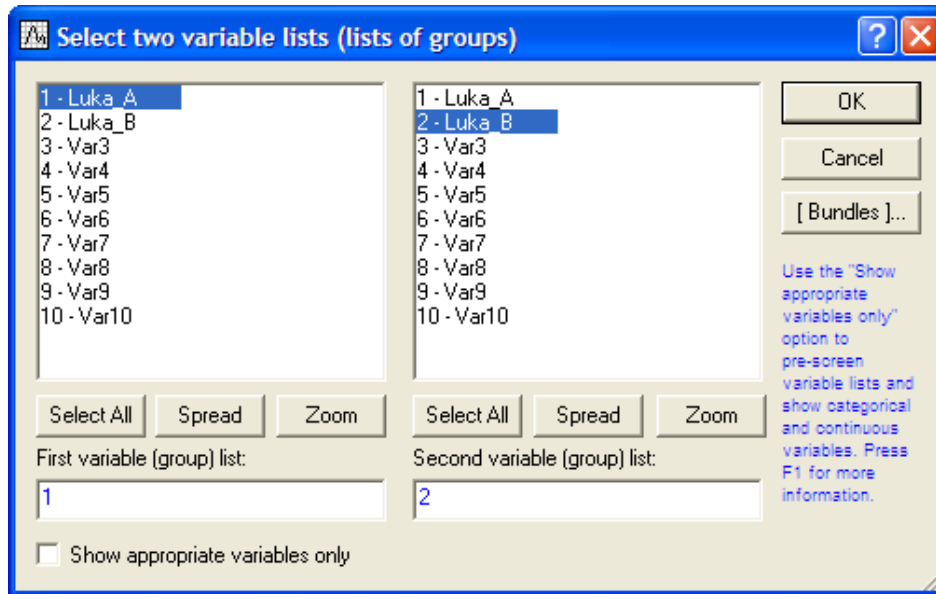 Select two variable lists (lists of groups)
1 - Luka_A
2 - Luka_B
3 - Var3
4 - Var4
5 - Var5
6 - Var6
7 - Var7
8 - Var8
9 - Var9
10 - Var10
1 - Luka_A
2 - Luka_B
3 - Var3
4 - Var4
5 - Var5
6 - Var6
7 - Var7
8 - Var8
9 - Var9
10 - Var10
OK
Cancel
[ Bundles ]...
Use the "Show
appropriate
variables only"
option to
pre-screen
variable lists and
show categorical
and continuous
variables. Press
F1 for more
information.
Select All Spread Zoom
Select All Spread Zoom
First variable (group) list:
1
Second variable (group) list:
2
Show appropriate variables only